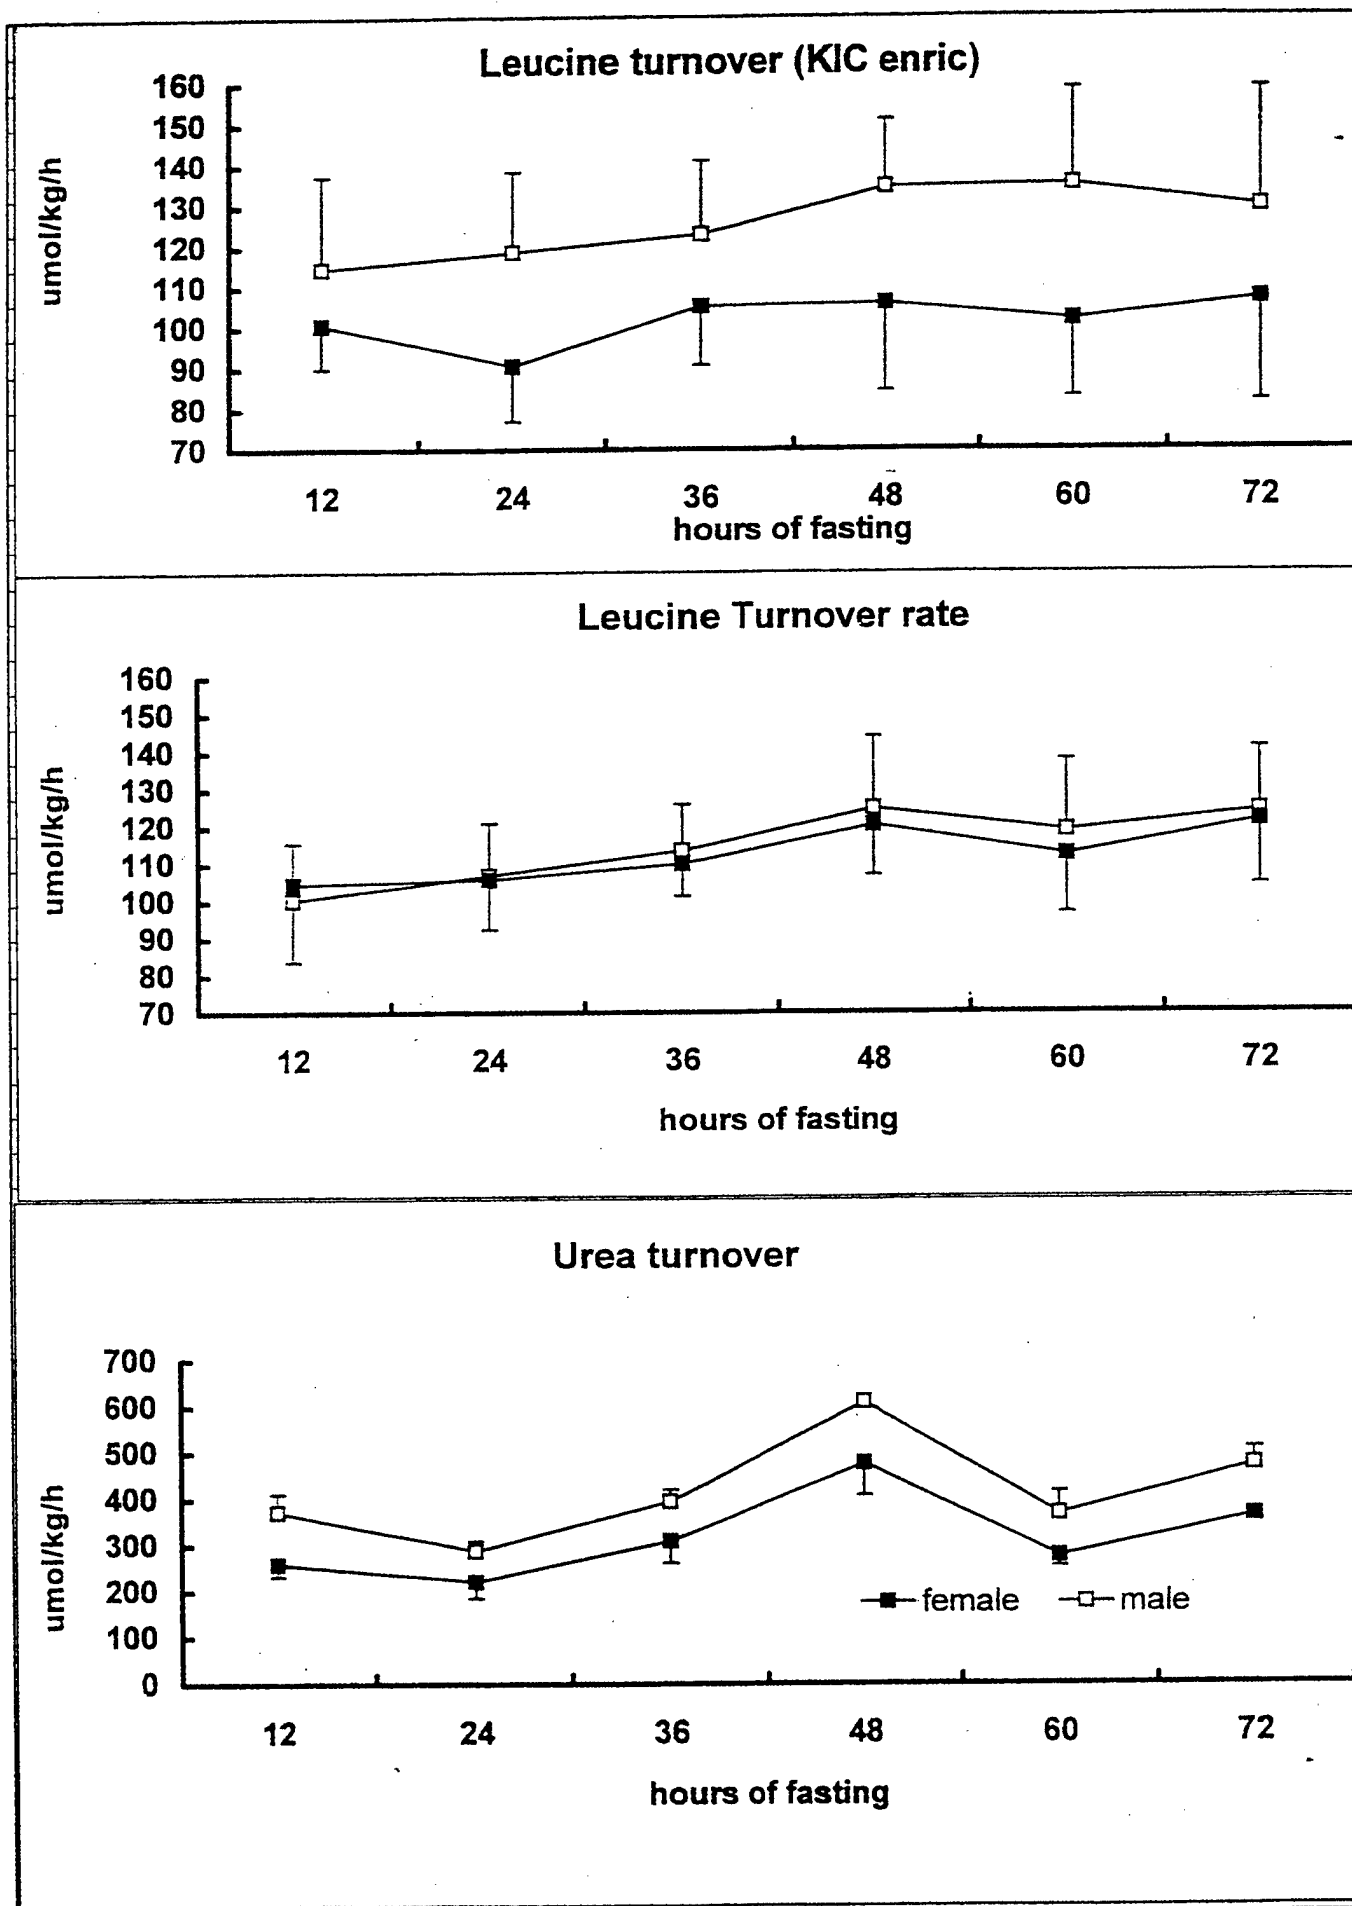 Leucine turnover (KIC enric)
160
150
140
130
120
110
100
90
80
70
umol/kg/h
12 24 36 48 60 72
hours of fasting
Leucine Turnover rate
160
150
140
130
120
110
100
90
80
70
umol/kg/h
12 24 36 48 60 72
hours of fasting
Urea turnover
700
600
500
400
300
200
100
0
umol/kg/h
female male
12 24 36 48 60 72
hours of fasting